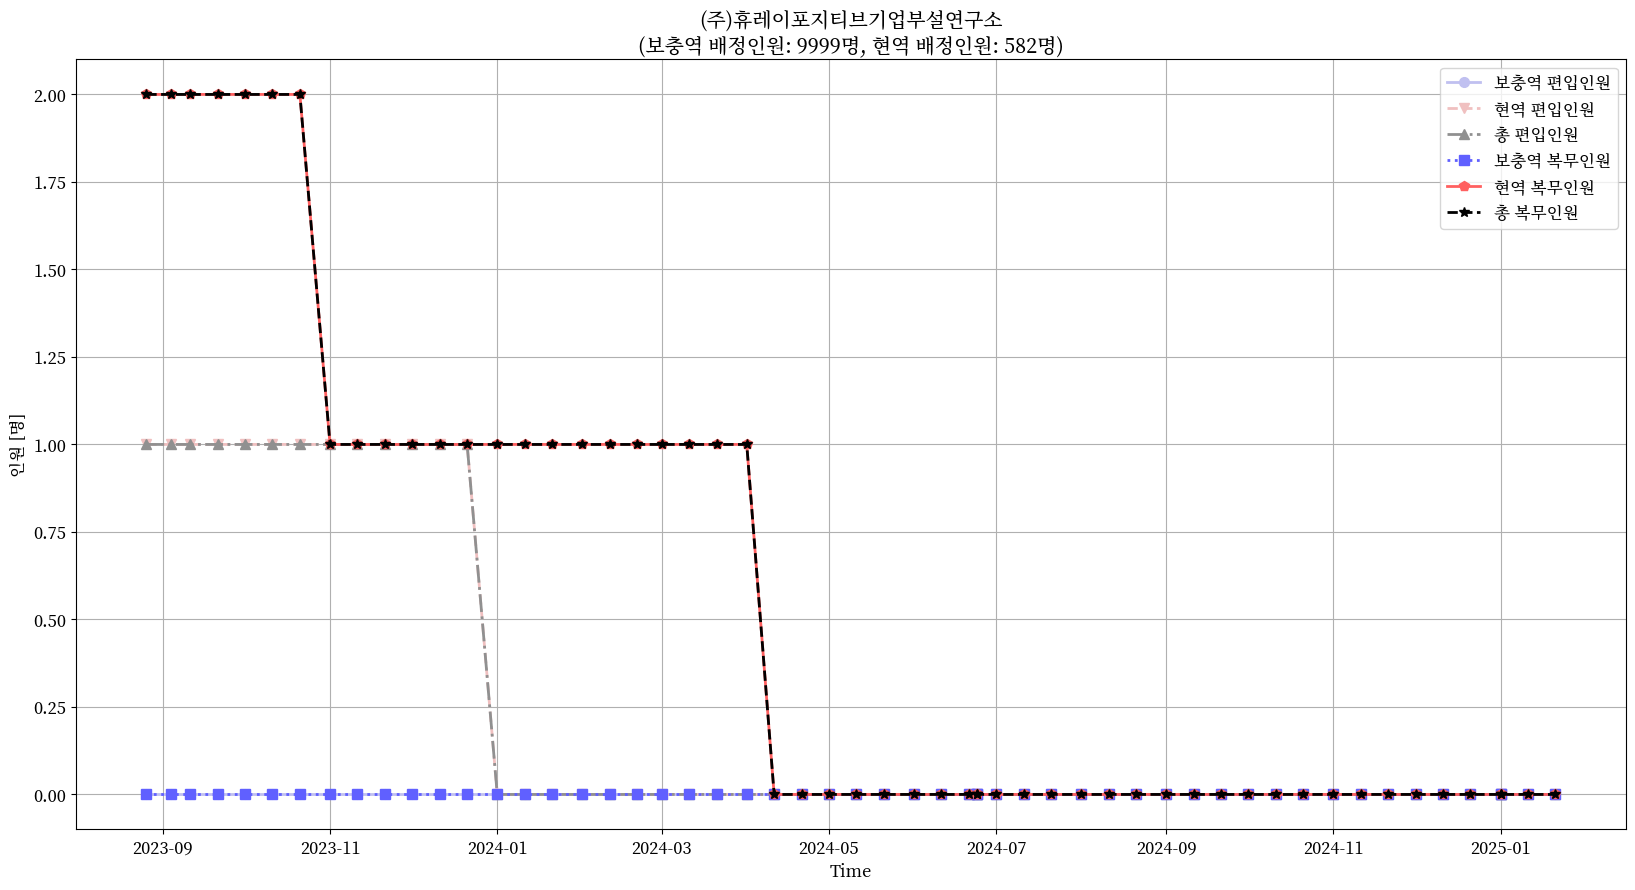 (주)휴레이포지티브기업부설연구소
(보충역 배정인원: 9999명, 현역 배정인원: 582명)
보충역 편입인원
현역 편입인원
총 편입인원
보충역 복무인원
현역 복무인원
총 복무인원
인원 [명]
2.00
1.75
1.50
1.25
1.00
0.75
0.50
0.25
0.00
2023-09
2023-11
2024-01
2024-03
2024-05
2024-07
2024-09
2024-11
2025-01
Time